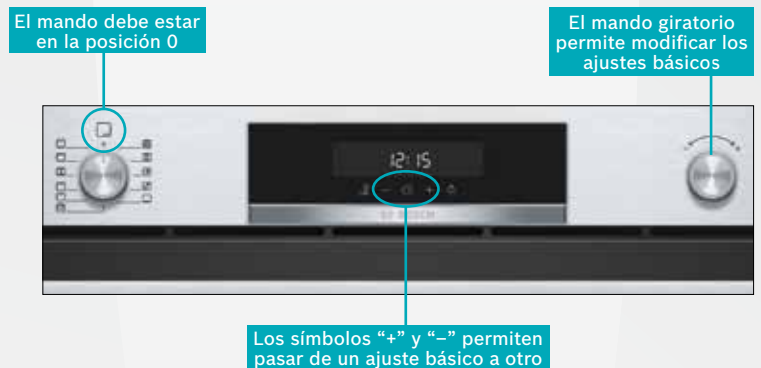 El mando debe estar
en la posición 0
El mando giratorio
permite modificar los
ajustes básicos
12:15
− +
BOSCH
Los símbolos “+” y “−” permiten
pasar de un ajuste básico a otro